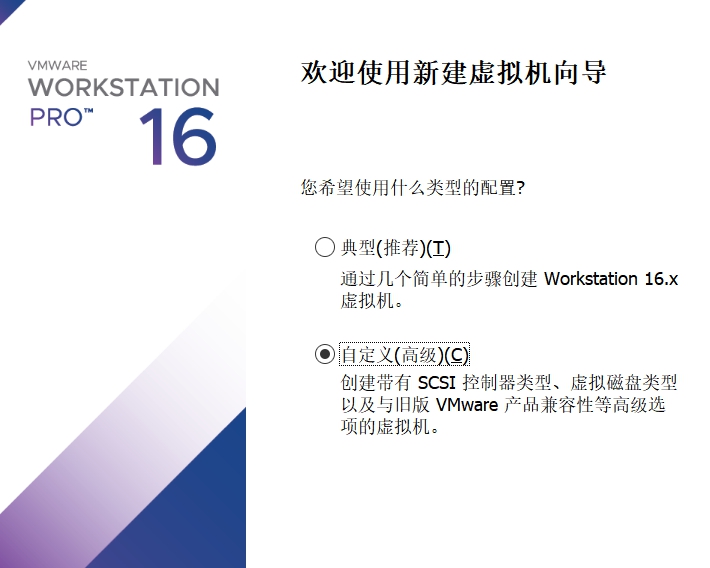 VMWARE
WORKSTATION
PRO™ 16
欢迎使用新建虚拟机向导
您希望使用什么类型的配置?
典型(推荐)(T)
通过几个简单的步骤创建 Workstation 16.x
虚拟机。
自定义(高级)(C)
创建带有 SCSI 控制器类型、虚拟磁盘类型
以及与旧版 VMware 产品兼容性等高级选
项的虚拟机。